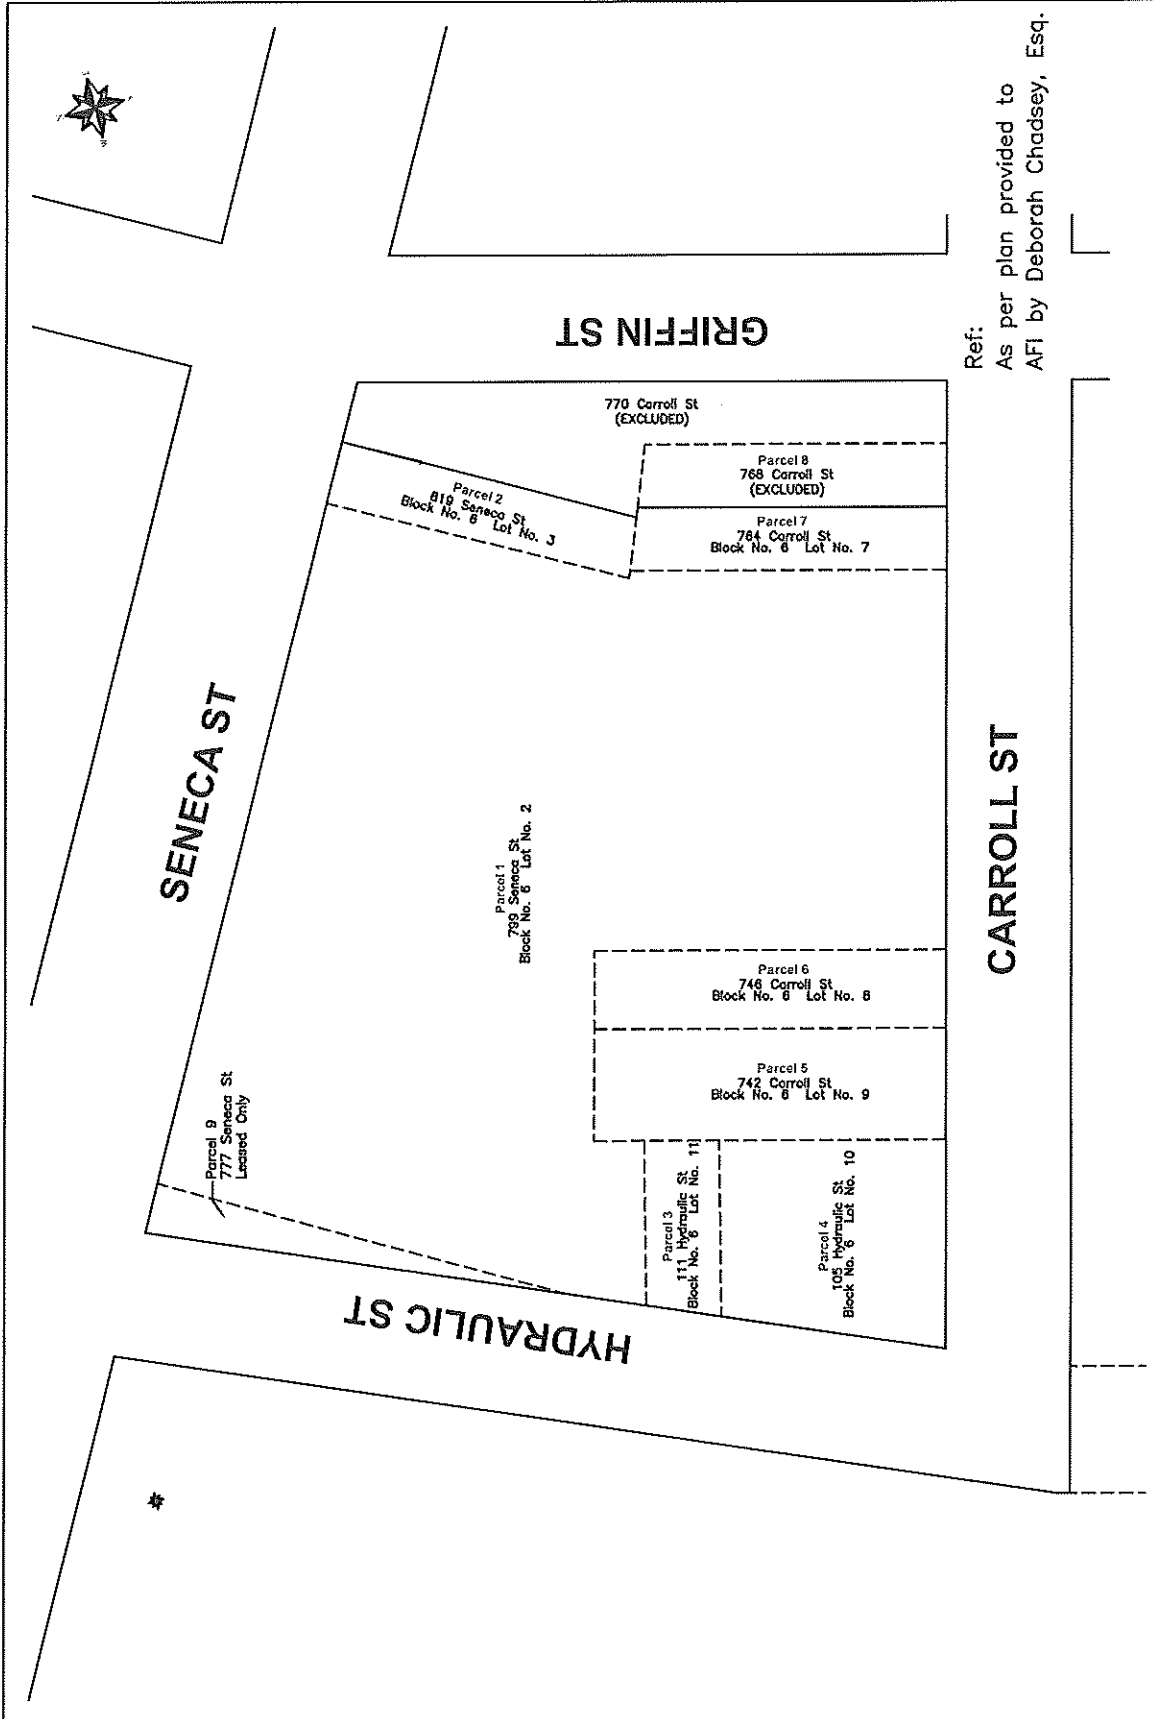 SENECA ST
GRIFFIN ST
HYDRAULIC ST
CARROLL ST
Parcel 9
777 Seneca St
Leased Only
Parcel 1
799 Seneca St
Block No. 6 Lot No. 2
Parcel 2
819 Seneca St
Block No. 6 Lot No. 3
770 Carroll St
(EXCLUDED)
Parcel 8
768 Carroll St
(EXCLUDED)
Parcel 7
764 Carroll St
Block No. 6 Lot No. 7
Parcel 6
746 Carroll St
Block No. 6 Lot No. 8
Parcel 5
742 Carroll St
Block No. 6 Lot No. 9
Parcel 3
111 Hydraulic St
Block No. 6 Lot No. 11
Parcel 4
105 Hydraulic St
Block No. 6 Lot No. 10
Ref:
As per plan provided to
AFI by Deborah Chadsey, Esq.